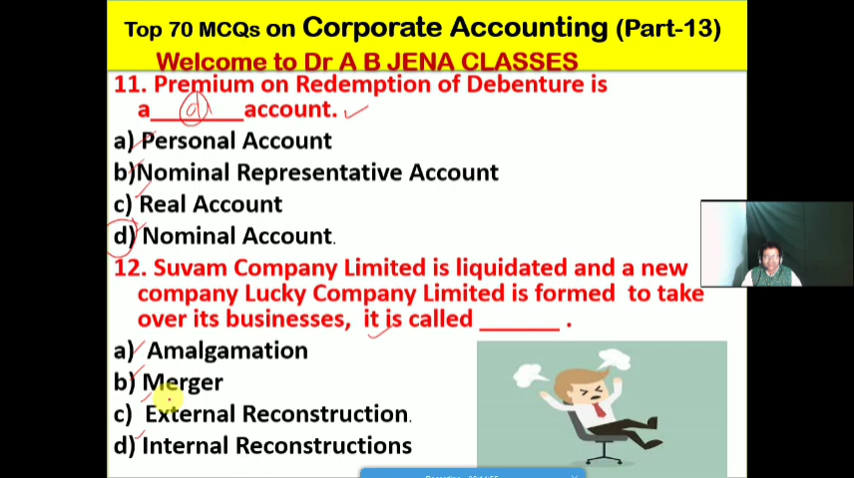 Top 70 MCQs on Corporate Accounting (Part-13)
Welcome to Dr A B JENA CLASSES
11. Premium on Redemption of Debenture is
a____d____account.
a) Personal Account
b)Nominal Representative Account
c) Real Account
d) Nominal Account.
12. Suvam Company Limited is liquidated and a new
company Lucky Company Limited is formed to take
over its businesses, it is called ______ .
a) Amalgamation
b) Merger
c) External Reconstruction.
d) Internal Reconstructions